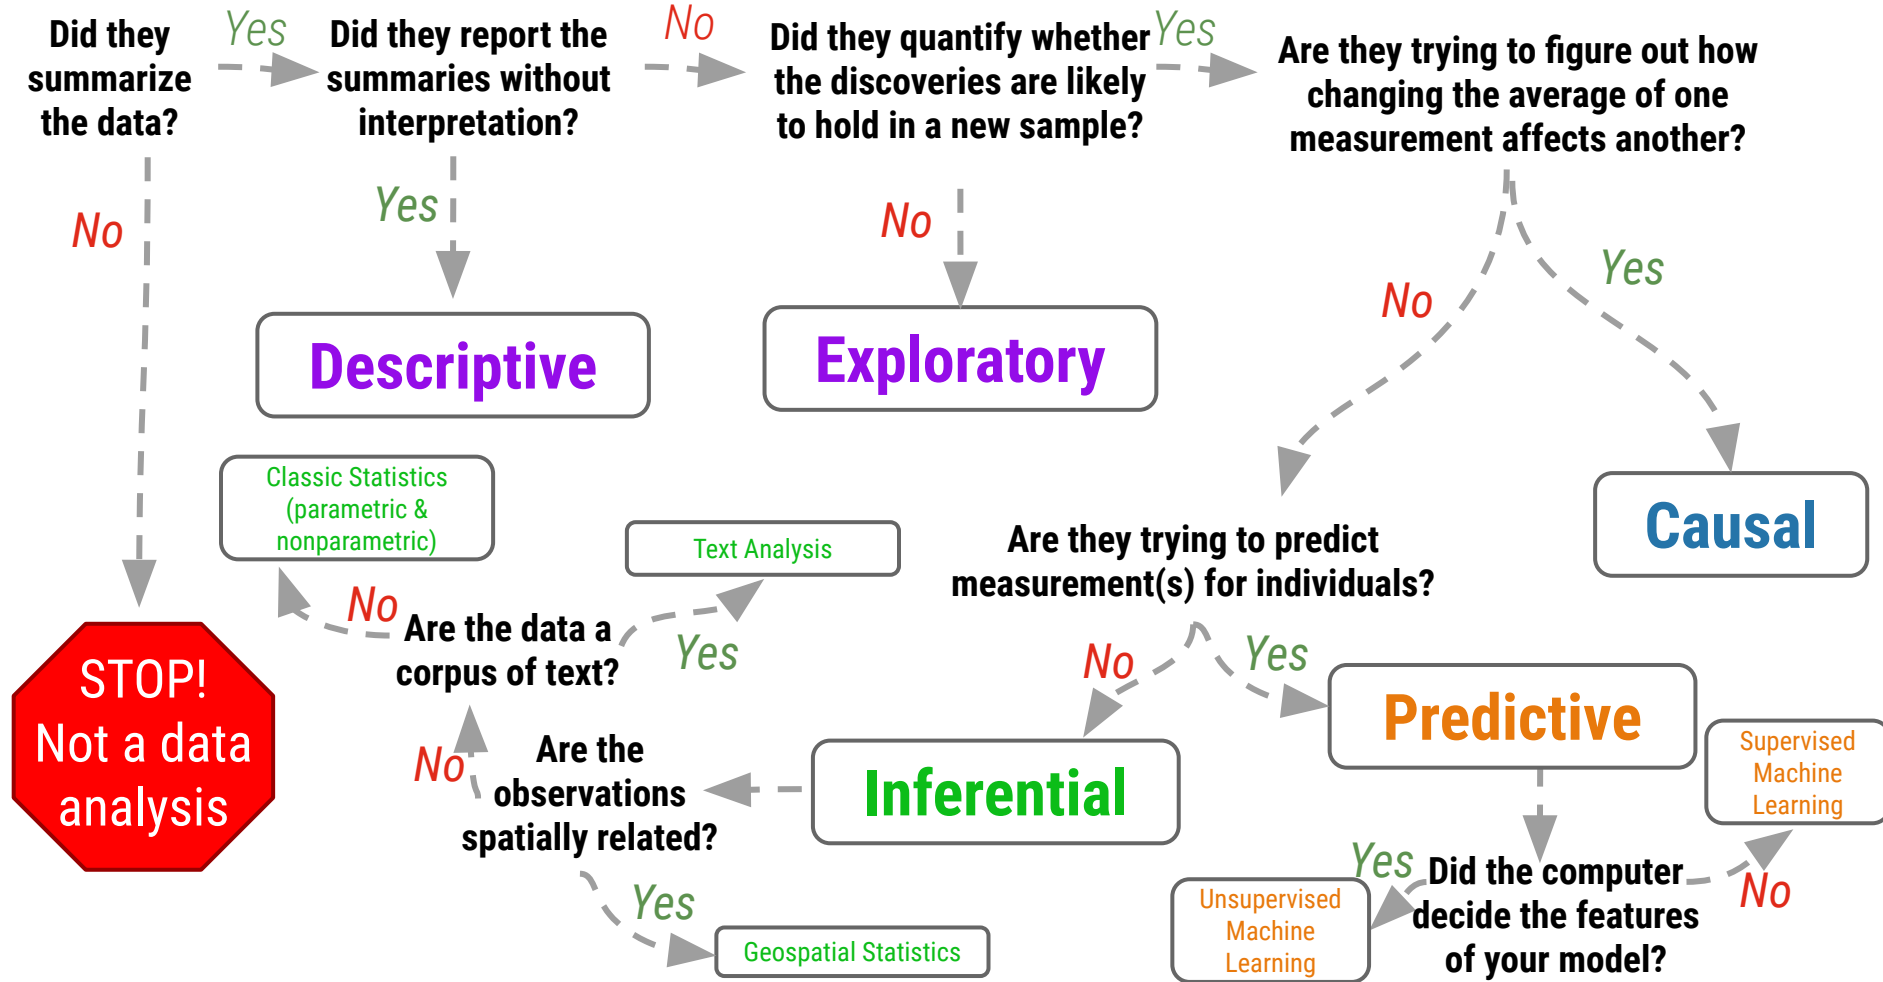 Did they
summarize
the data?
Yes
Did they report the
summaries without
interpretation?
No
Did they quantify whether
the discoveries are likely
to hold in a new sample?
Yes
Are they trying to figure out how
changing the average of one
measurement affects another?
No
Yes
No
No
Yes
Descriptive
Exploratory
Causal
Classic Statistics
(parametric &
nonparametric)
Text Analysis
Are they trying to predict
measurement(s) for individuals?
No
Are the data a
corpus of text?
Yes
No
Yes
STOP!
Not a data
analysis
Predictive
No
Are the
observations
spatially related?
Inferential
Supervised
Machine
Learning
Yes
Geospatial Statistics
Yes
Did the computer
decide the features
of your model?
No
Unsupervised
Machine
Learning